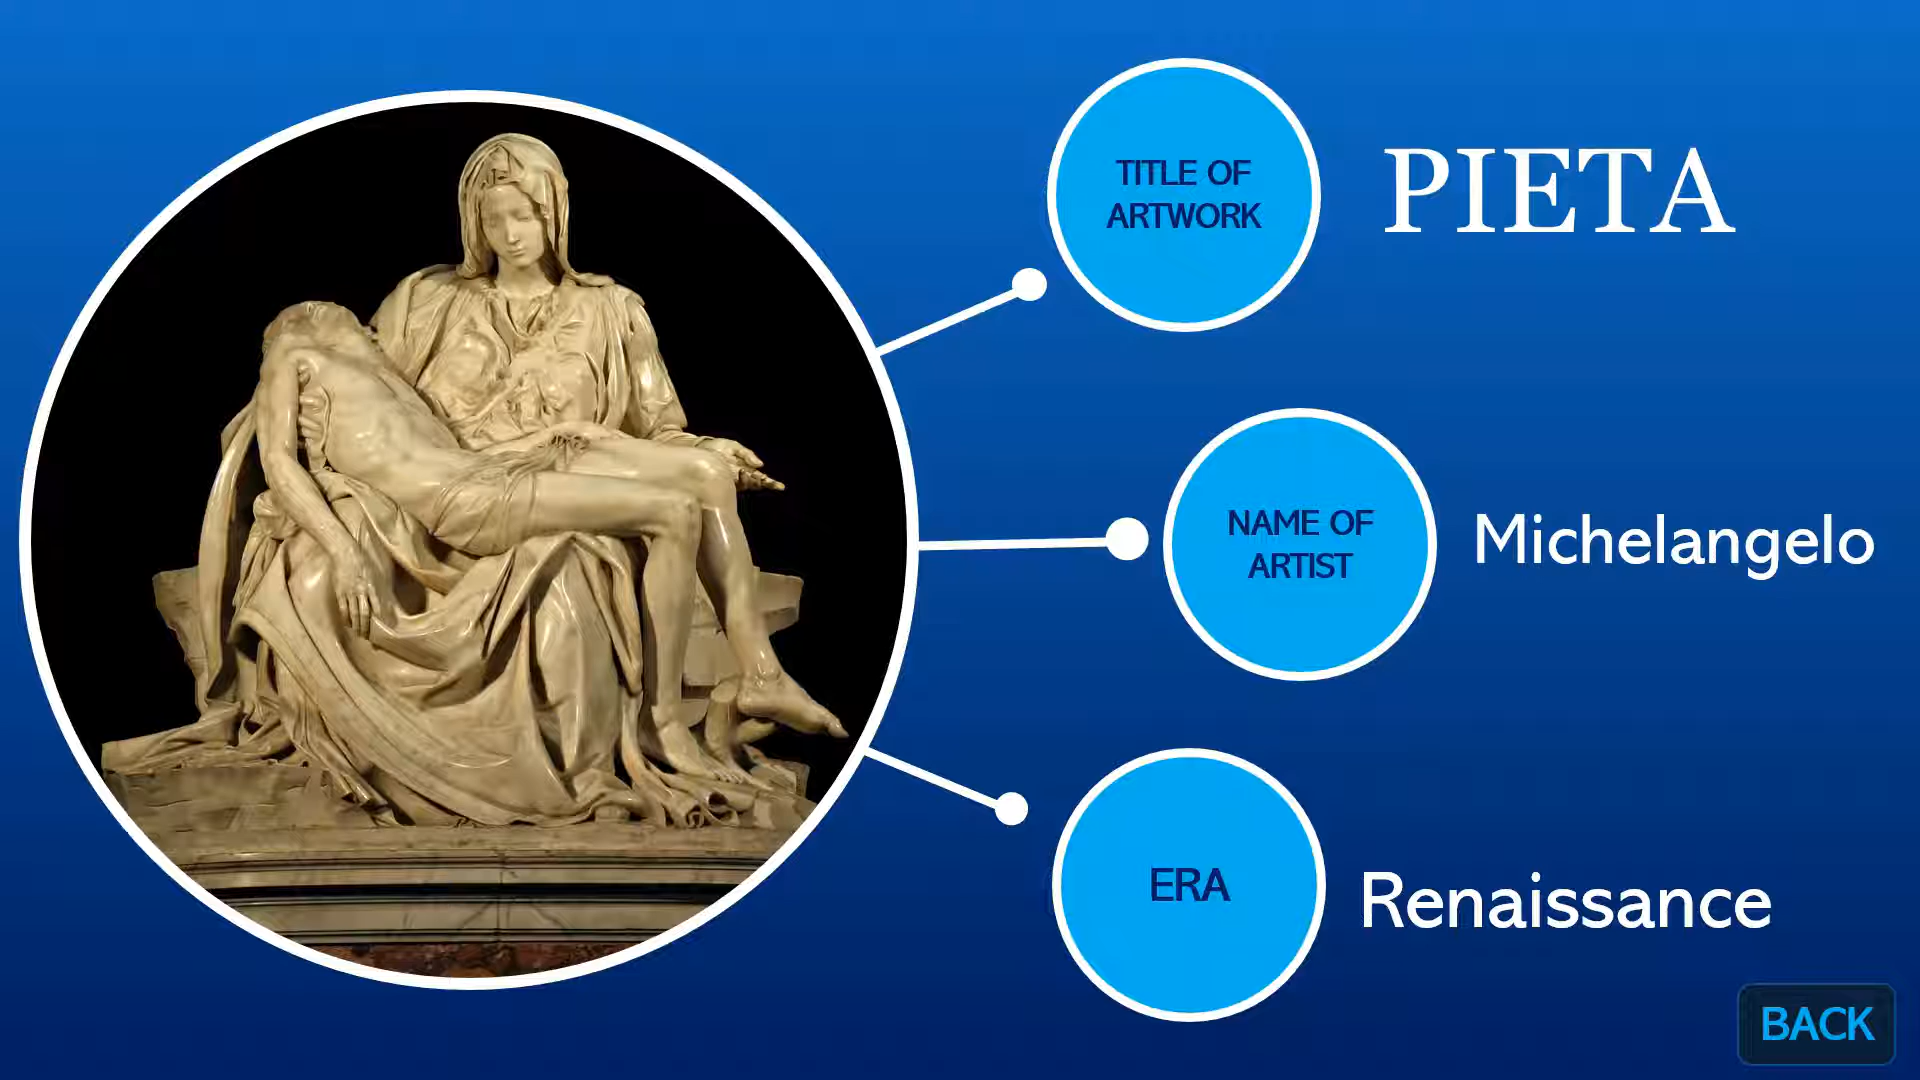 TITLE OF
ARTWORK
PIETA
NAME OF
ARTIST
Michelangelo
ERA
Renaissance
BACK